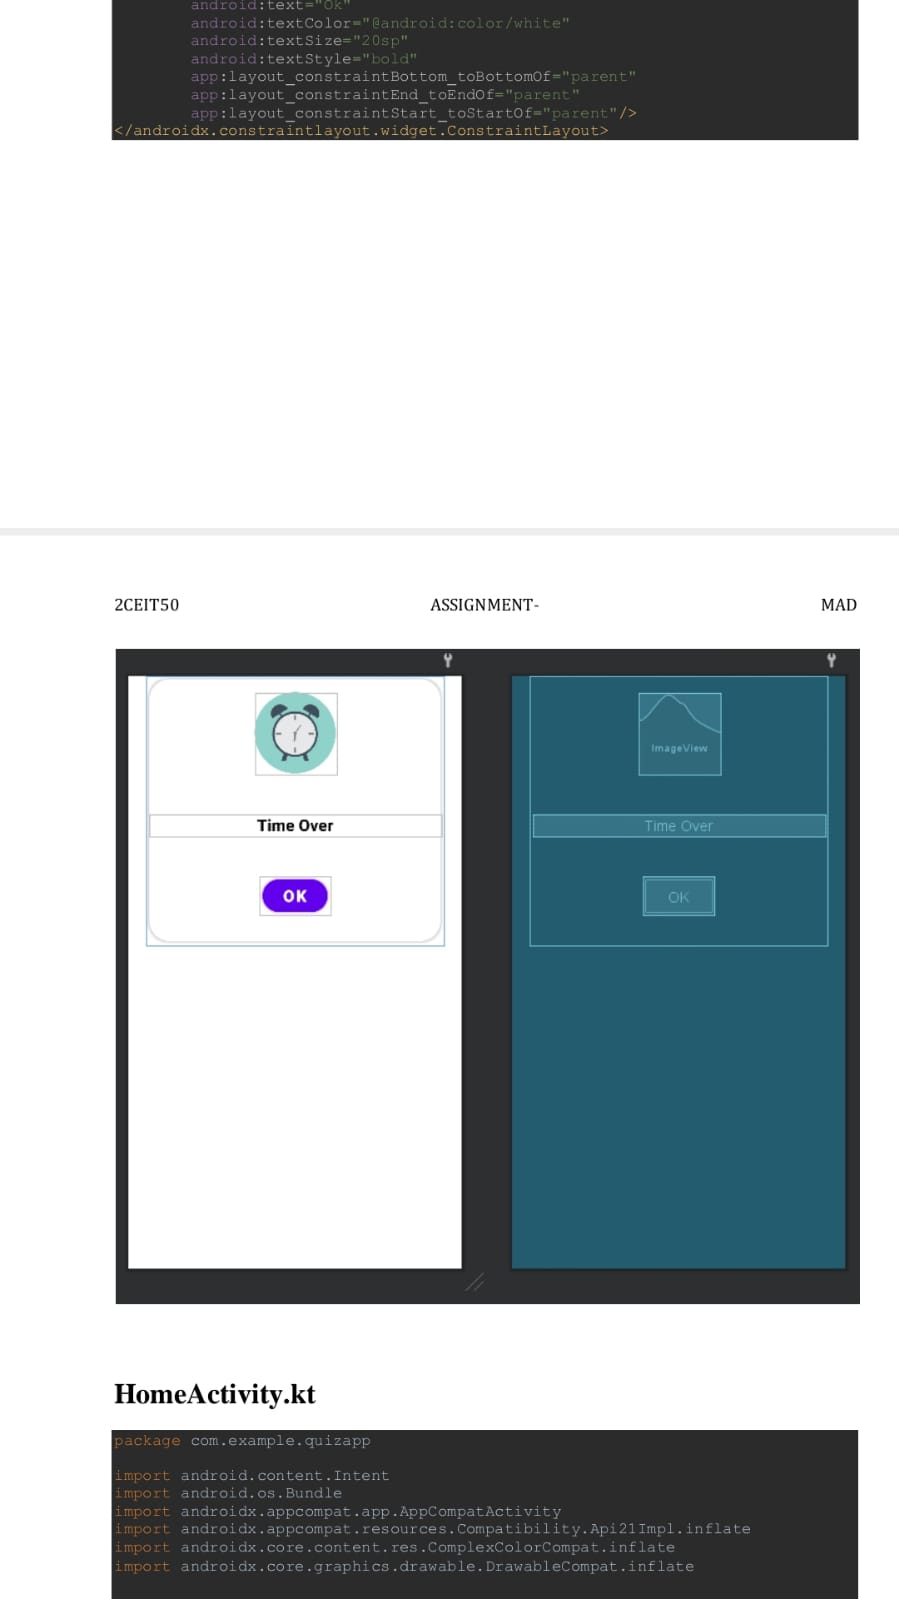 android:text="Ok"
android:textColor="@android:color/white"
android:textSize="20sp"
android:textStyle="bold"
app:layout_constraintBottom_toBottomOf="parent"
app:layout_constraintEnd_toEndOf="parent"
app:layout_constraintStart_toStartOf="parent"/>
</androidx.constraintlayout.widget.ConstraintLayout>
2CEIT50 ASSIGNMENT- MAD
ImageView
Time Over
Time Over
OK
OK
HomeActivity.kt
package com.example.quizapp
import android.content.Intent
import android.os.Bundle
import androidx.appcompat.app.AppCompatActivity
import androidx.appcompat.resources.Compatibility.Api21Impl.inflate
import androidx.core.content.res.ComplexColorCompat.inflate
import androidx.core.graphics.drawable.DrawableCompat.inflate